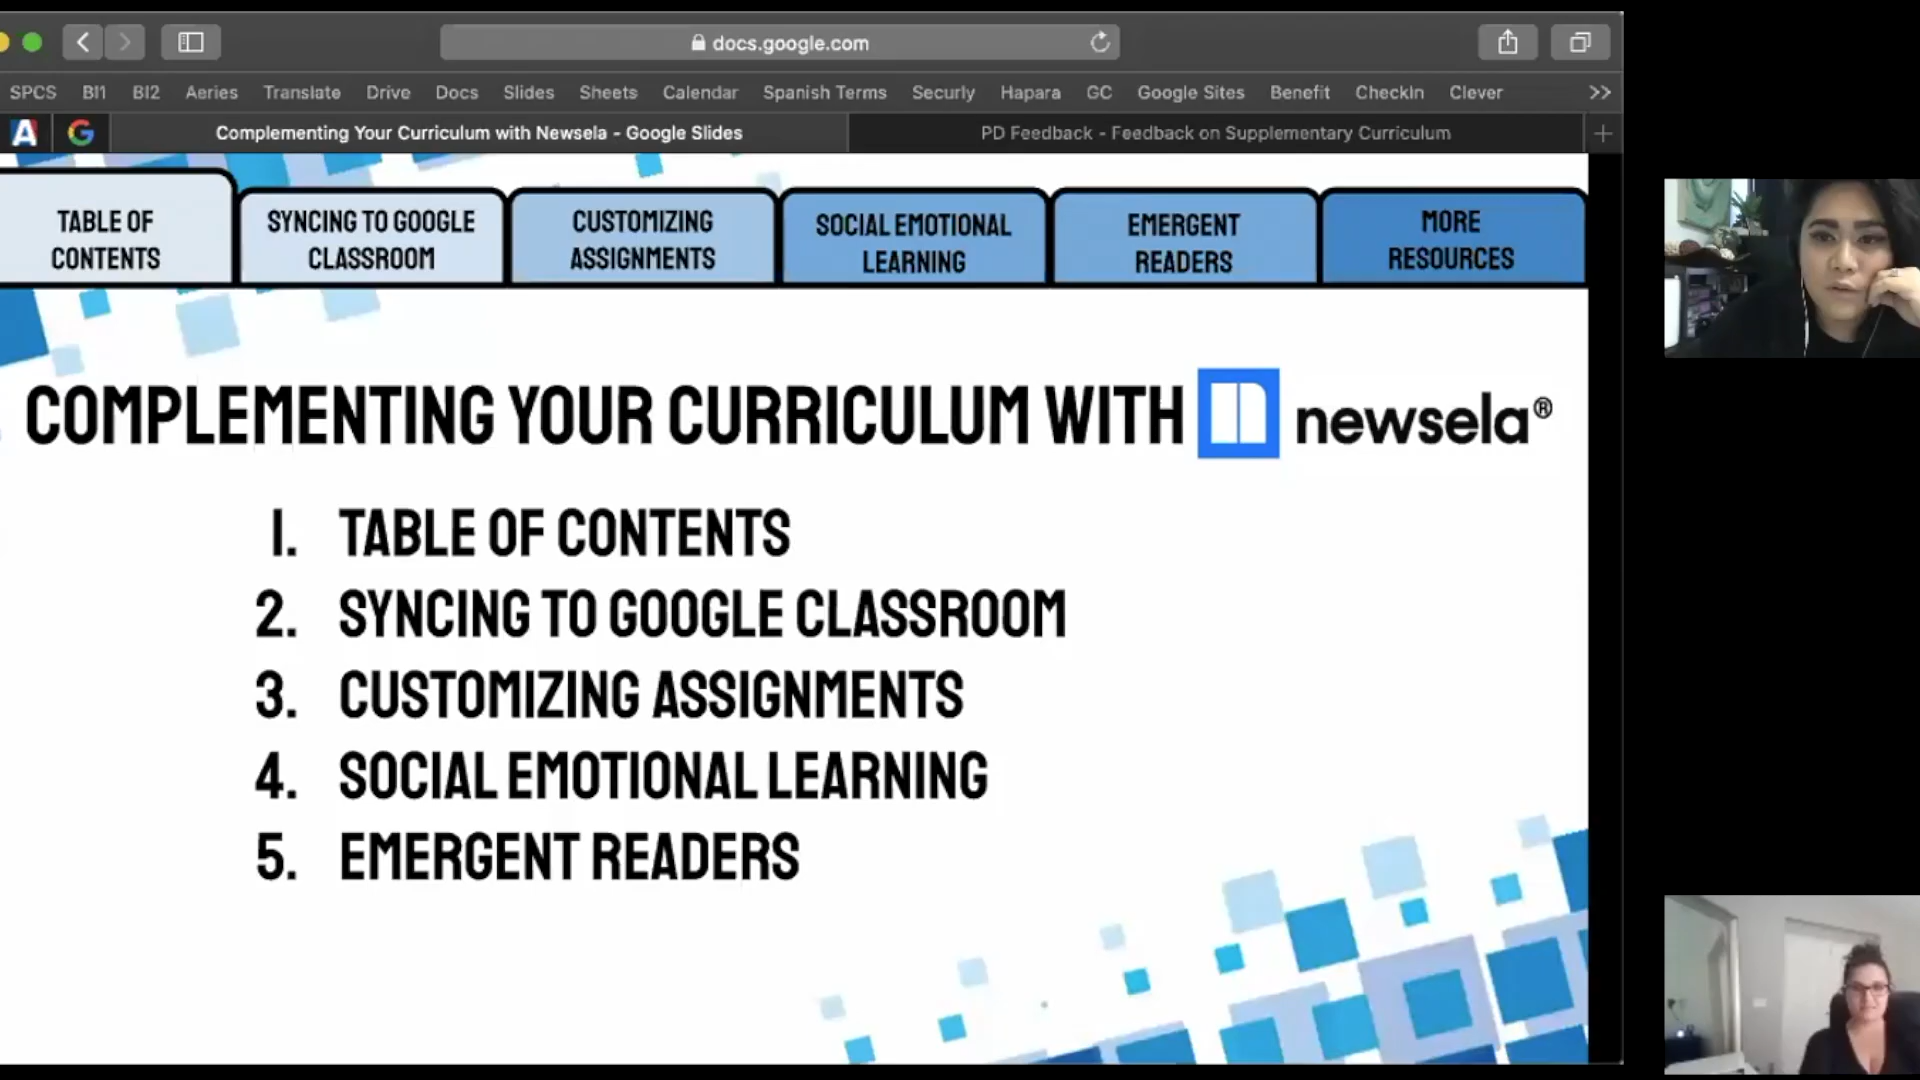 docs.google.com
SPCS BI1 BI2 Aeries Translate Drive Docs Slides Sheets Calendar Spanish Terms Securly Hapara GC Google Sites Benefit CheckIn Clever >>
A G Complementing Your Curriculum with Newsela - Google Slides PD Feedback - Feedback on Supplementary Curriculum +
TABLE OF
CONTENTS
SYNCING TO GOOGLE
CLASSROOM
CUSTOMIZING
ASSIGNMENTS
SOCIAL EMOTIONAL
LEARNING
EMERGENT
READERS
MORE
RESOURCES
COMPLEMENTING YOUR CURRICULUM WITH newsela®
1. TABLE OF CONTENTS
2. SYNCING TO GOOGLE CLASSROOM
3. CUSTOMIZING ASSIGNMENTS
4. SOCIAL EMOTIONAL LEARNING
5. EMERGENT READERS